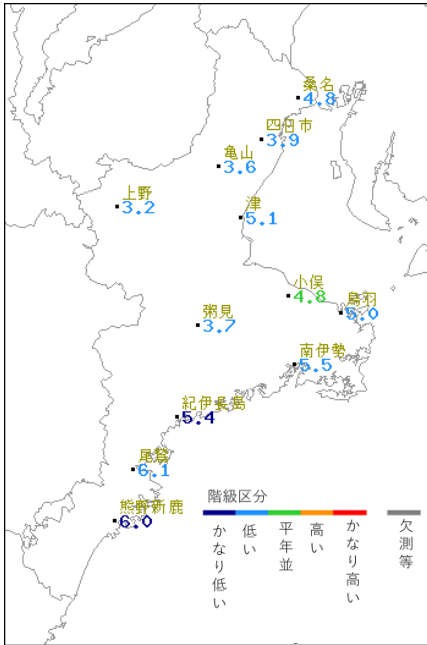 桑名
4.8
四日市
3.9
亀山
3.6
上野
3.2
津
5.1
小俣
4.8
鳥羽
5.0
粥見
3.7
南伊勢
5.5
紀伊長島
5.4
尾鷲
6.1
熊野新鹿
6.0
階級区分
かなり低い
低い
平年並
高い
かなり高い
欠測等